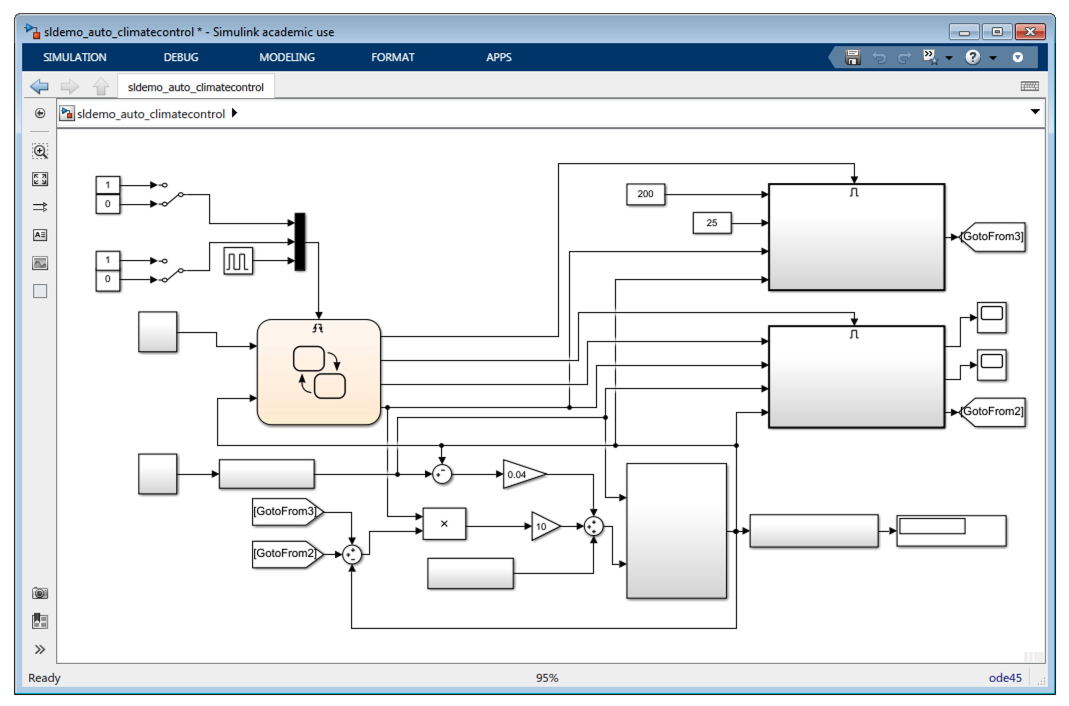 sldemo_auto_climatecontrol * - Simulink academic use
SIMULATION DEBUG MODELING FORMAT APPS
sldemo_auto_climatecontrol
sldemo_auto_climatecontrol
1
0
200
25
[GotoFrom3]
1
0
[GotoFrom2]
0.04
[GotoFrom3]
10
[GotoFrom2]
Ready 95% ode45